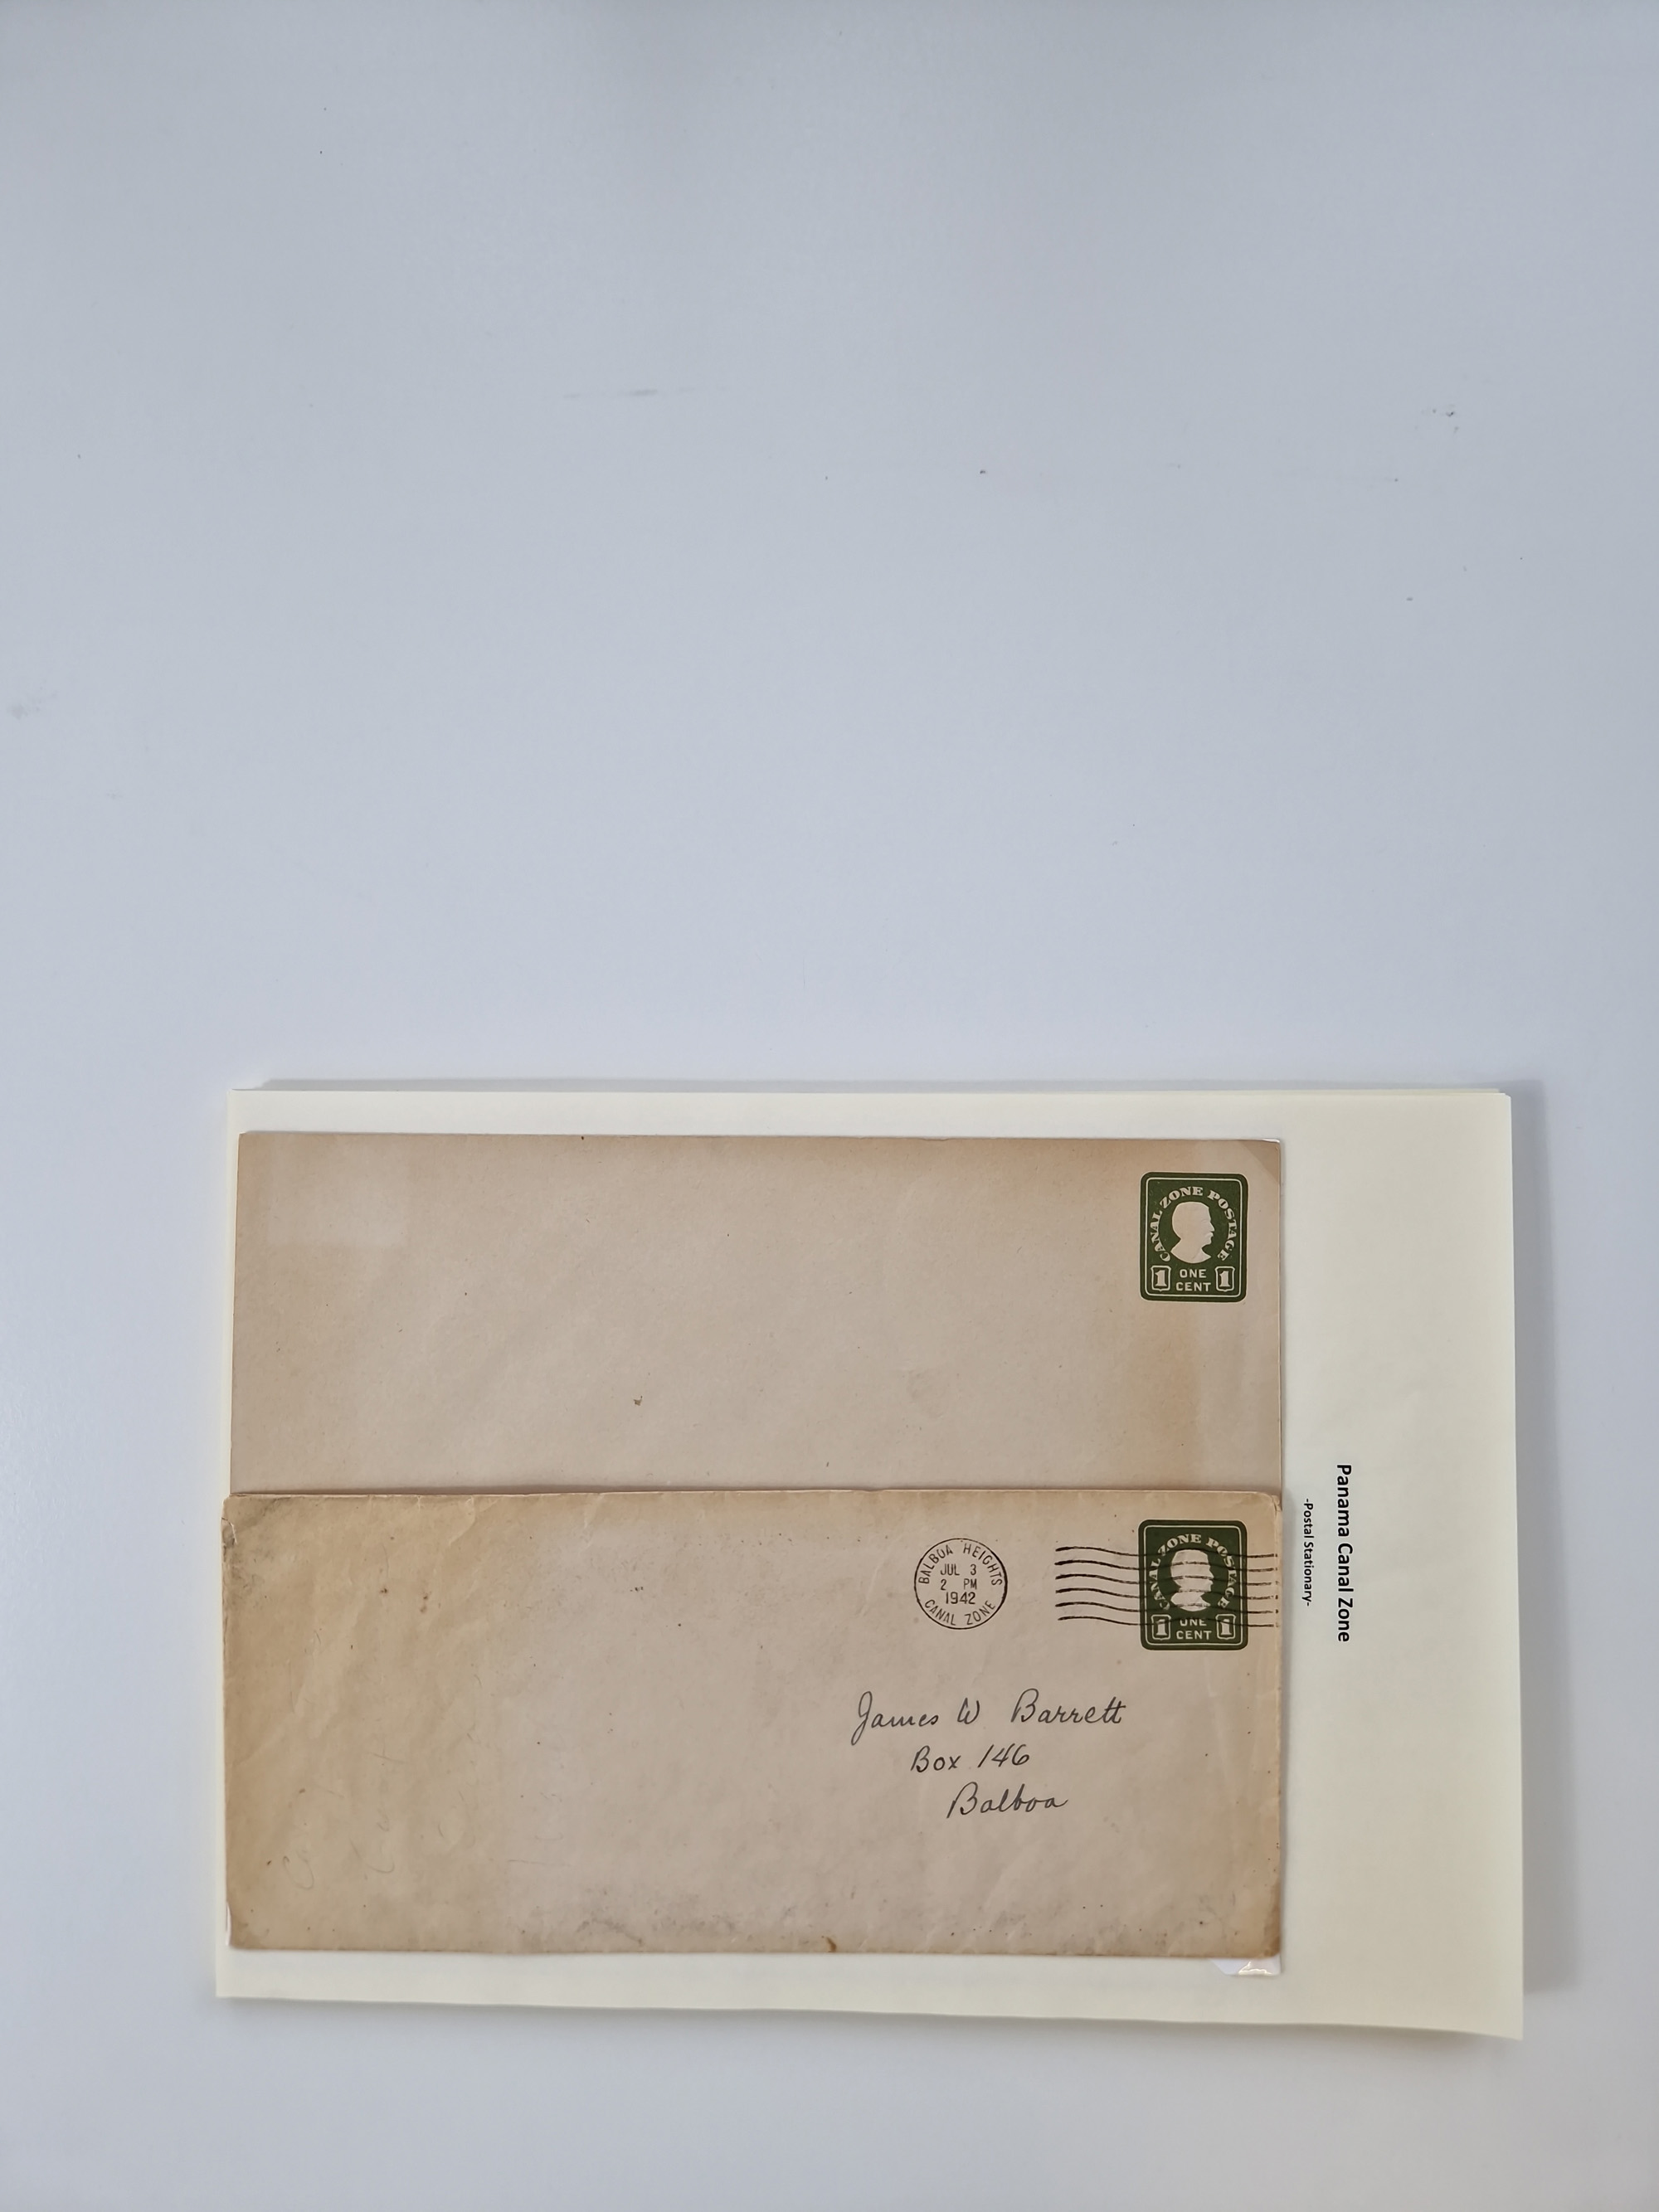 Panama Canal Zone
-Postal Stationary-
CANAL ZONE POSTAGE
1 ONE CENT 1
BALBOA HEIGHTS
JUL 3
2 PM
1942
CANAL ZONE
CANAL ZONE POSTAGE
1 ONE CENT 1
James W Barrett
Box 146
Balboa